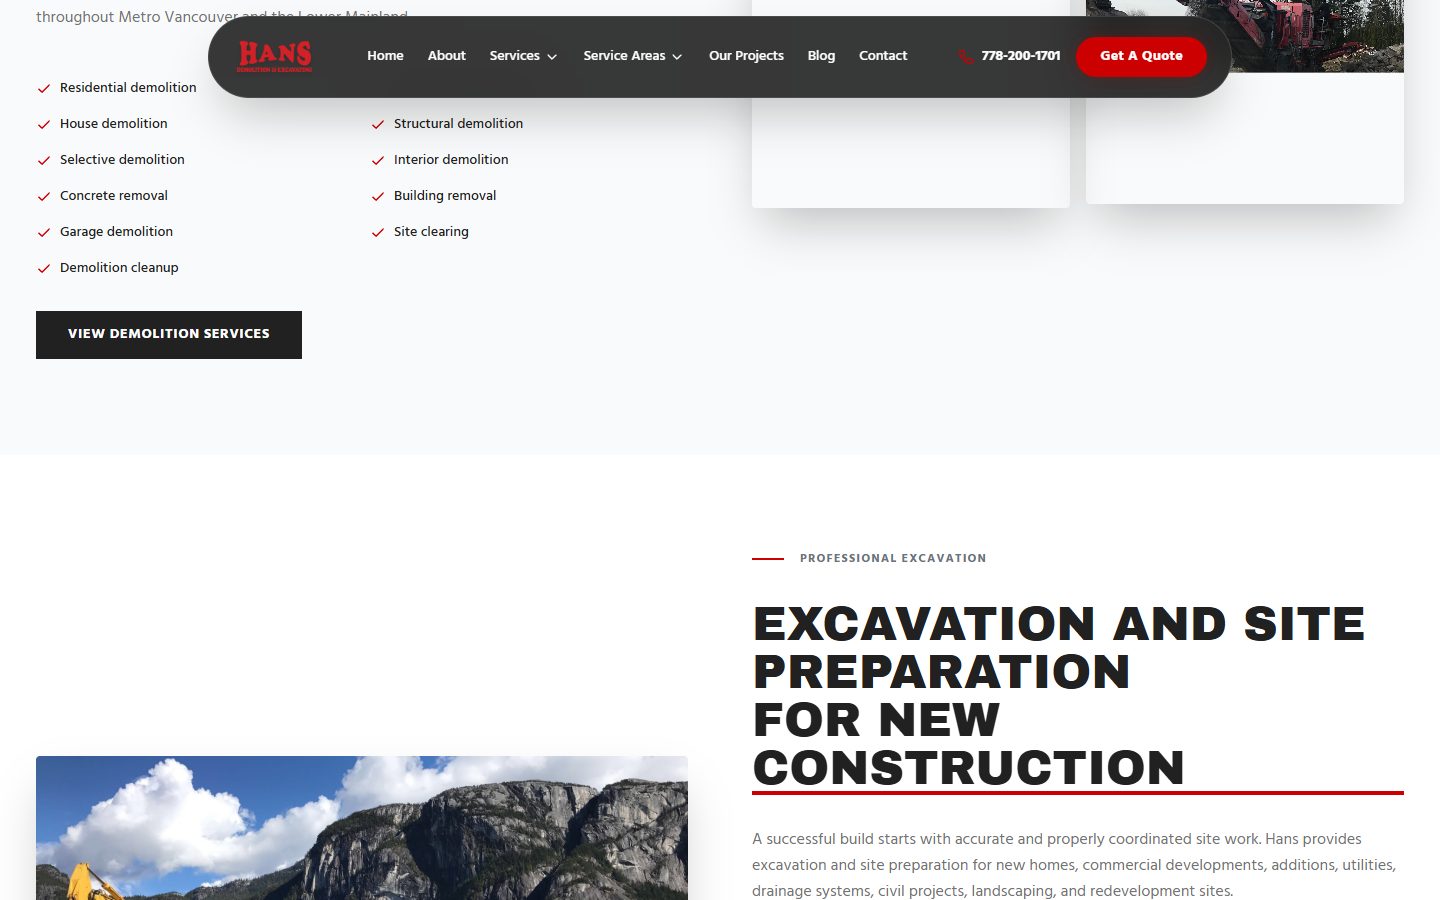 throughout Metro Vancouver and the Lower Mainland
HANS
DEMOLITION & EXCAVATING
Home
About
Services
Service Areas
Our Projects
Blog
Contact
778-200-1701
Get A Quote
Residential demolition
House demolition
Structural demolition
Selective demolition
Interior demolition
Concrete removal
Building removal
Garage demolition
Site clearing
Demolition cleanup
VIEW DEMOLITION SERVICES
PROFESSIONAL EXCAVATION
EXCAVATION AND SITE
PREPARATION
FOR NEW
CONSTRUCTION
A successful build starts with accurate and properly coordinated site work. Hans provides
excavation and site preparation for new homes, commercial developments, additions, utilities,
drainage systems, civil projects, landscaping, and redevelopment sites.